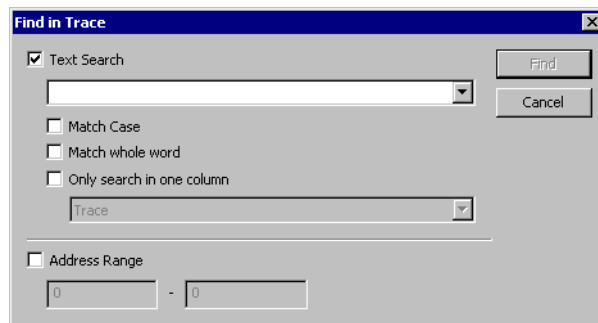 Find in Trace
Text Search
Find
Cancel
Match Case
Match whole word
Only search in one column
Trace
Address Range
0 - 0